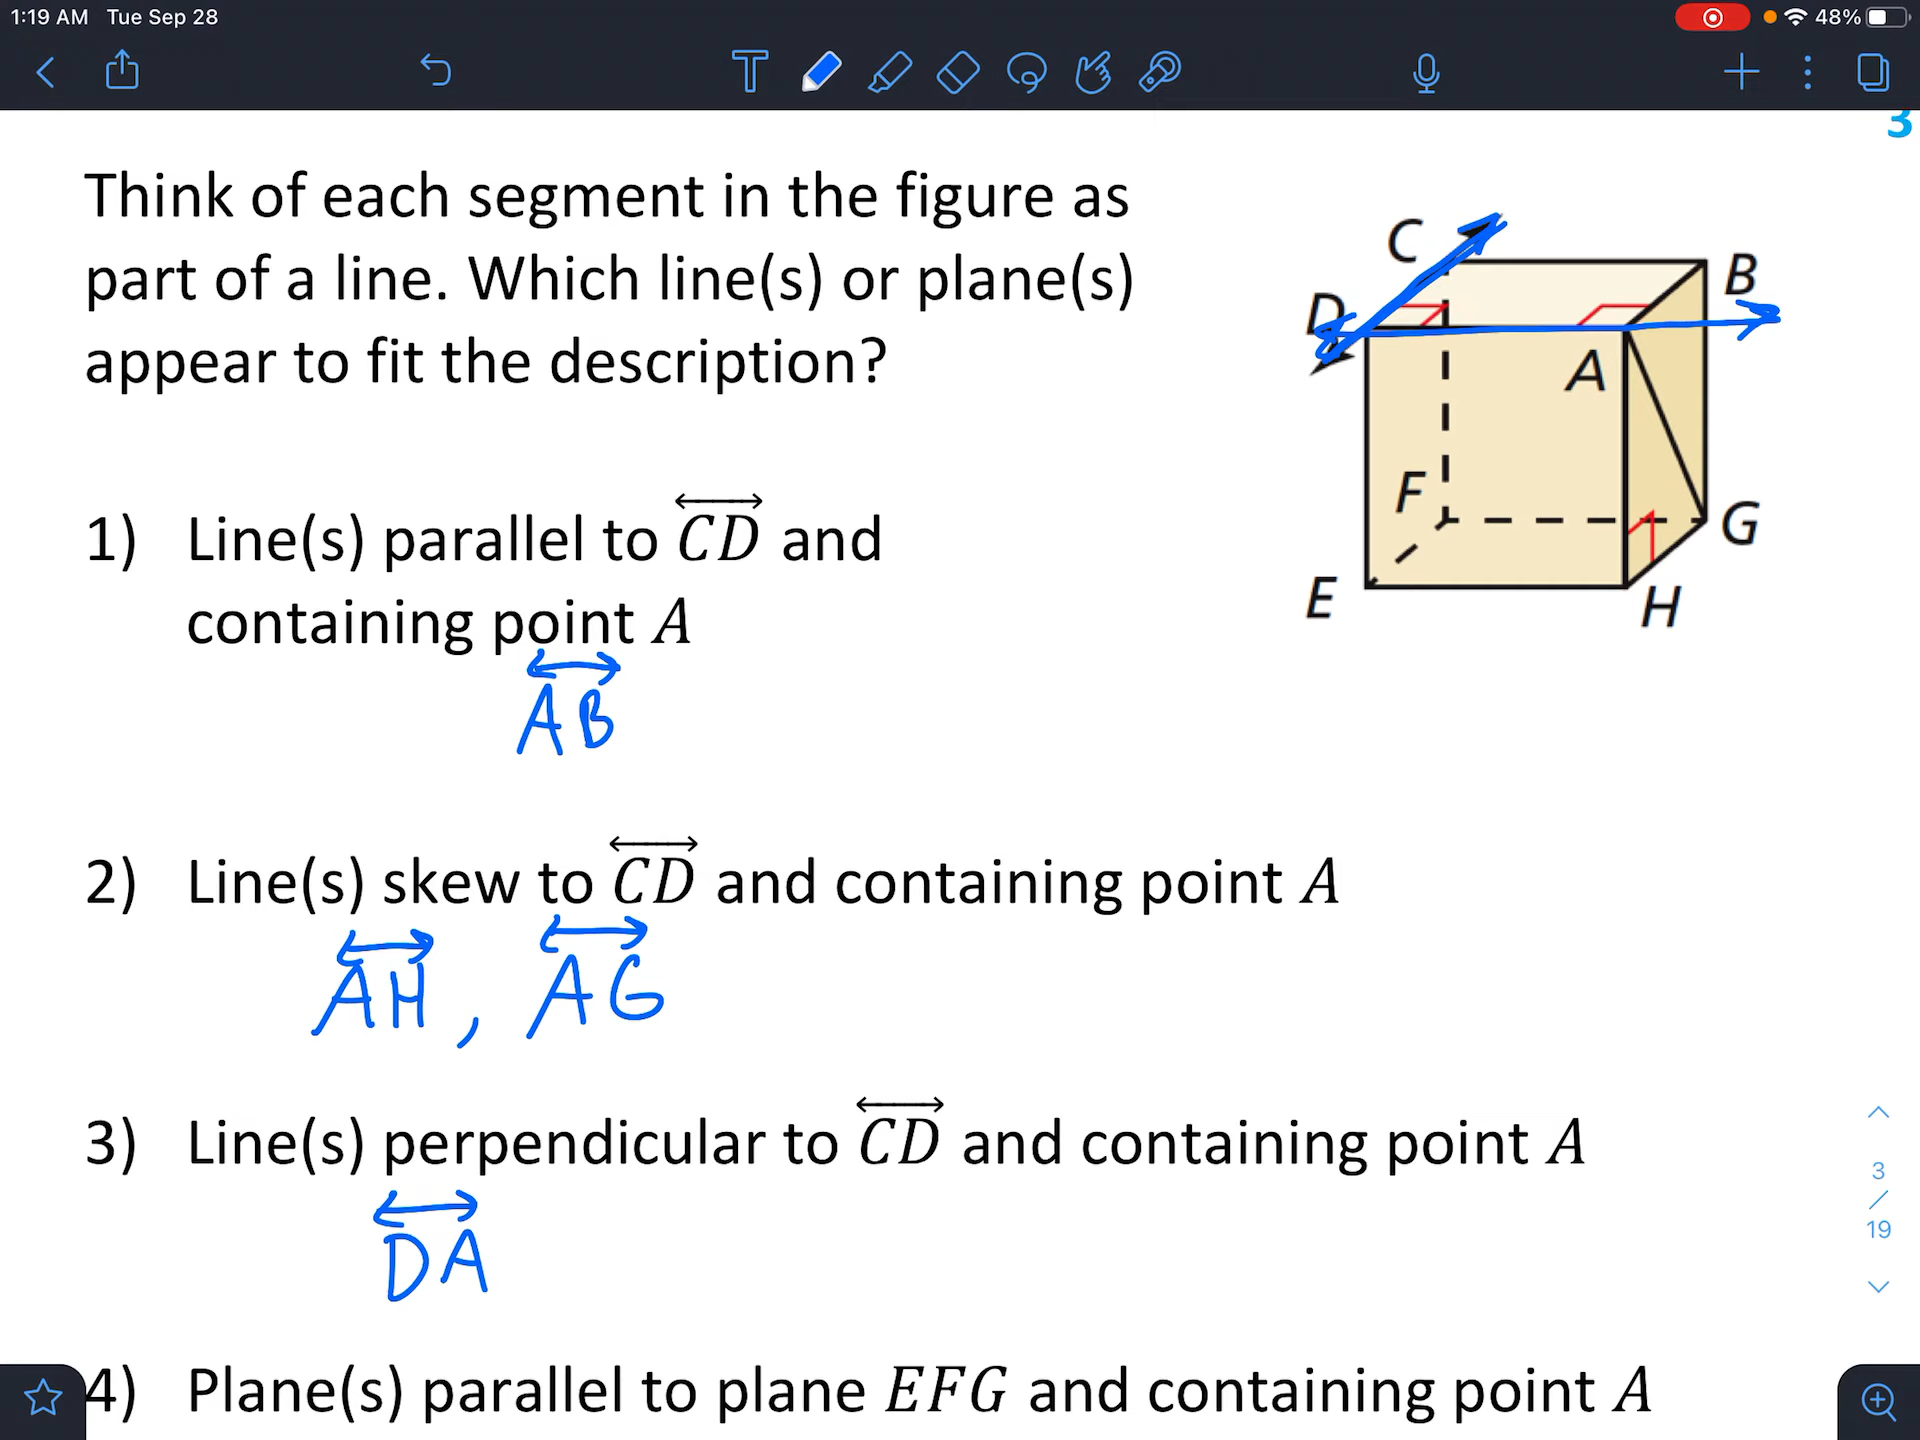 1:19 AM Tue Sep 28
48%
T
3
Think of each segment in the figure as
part of a line. Which line(s) or plane(s)
appear to fit the description?
C
B
D
A
F
G
E
H
1) Line(s) parallel to CD and
containing point A
AB
2) Line(s) skew to CD and containing point A
AH, AG
3) Line(s) perpendicular to CD and containing point A
DA
3
/
19
4) Plane(s) parallel to plane EFG and containing point A